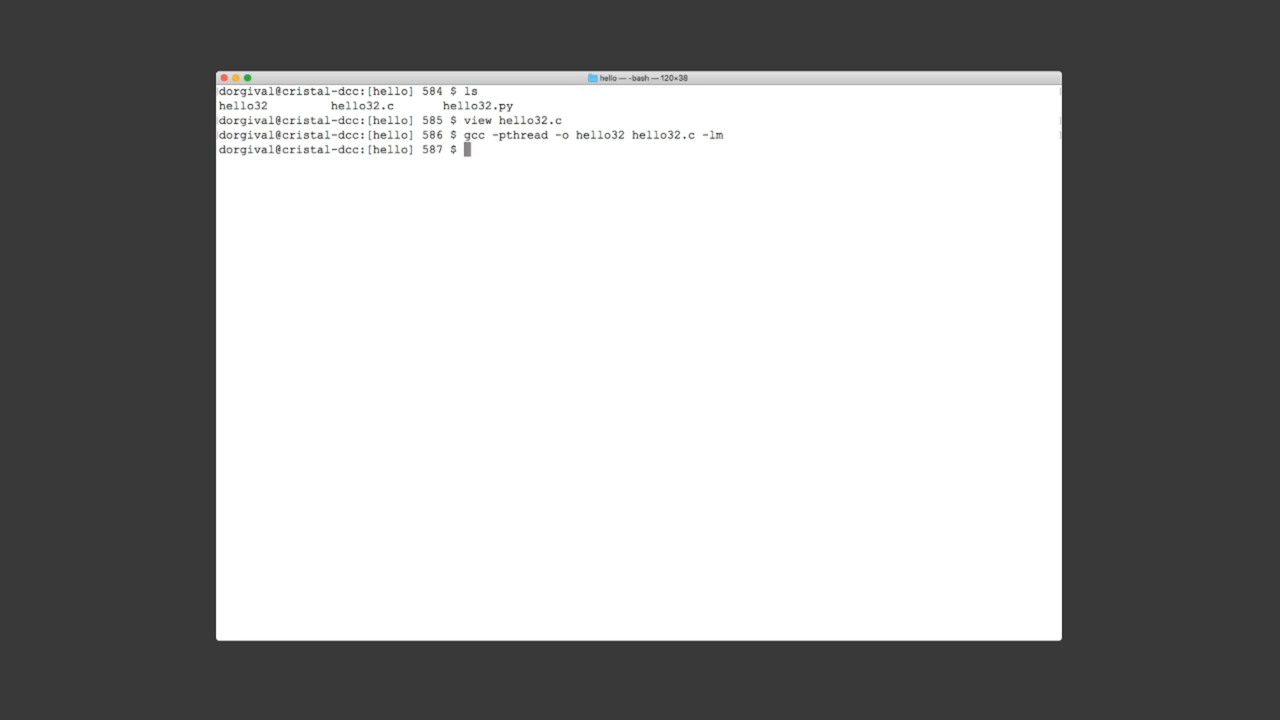 hello — -bash — 120×38
dorgival@cristal-dcc:[hello] 584 $ ls
hello32 hello32.c hello32.py
dorgival@cristal-dcc:[hello] 585 $ view hello32.c
dorgival@cristal-dcc:[hello] 586 $ gcc -pthread -o hello32 hello32.c -lm
dorgival@cristal-dcc:[hello] 587 $